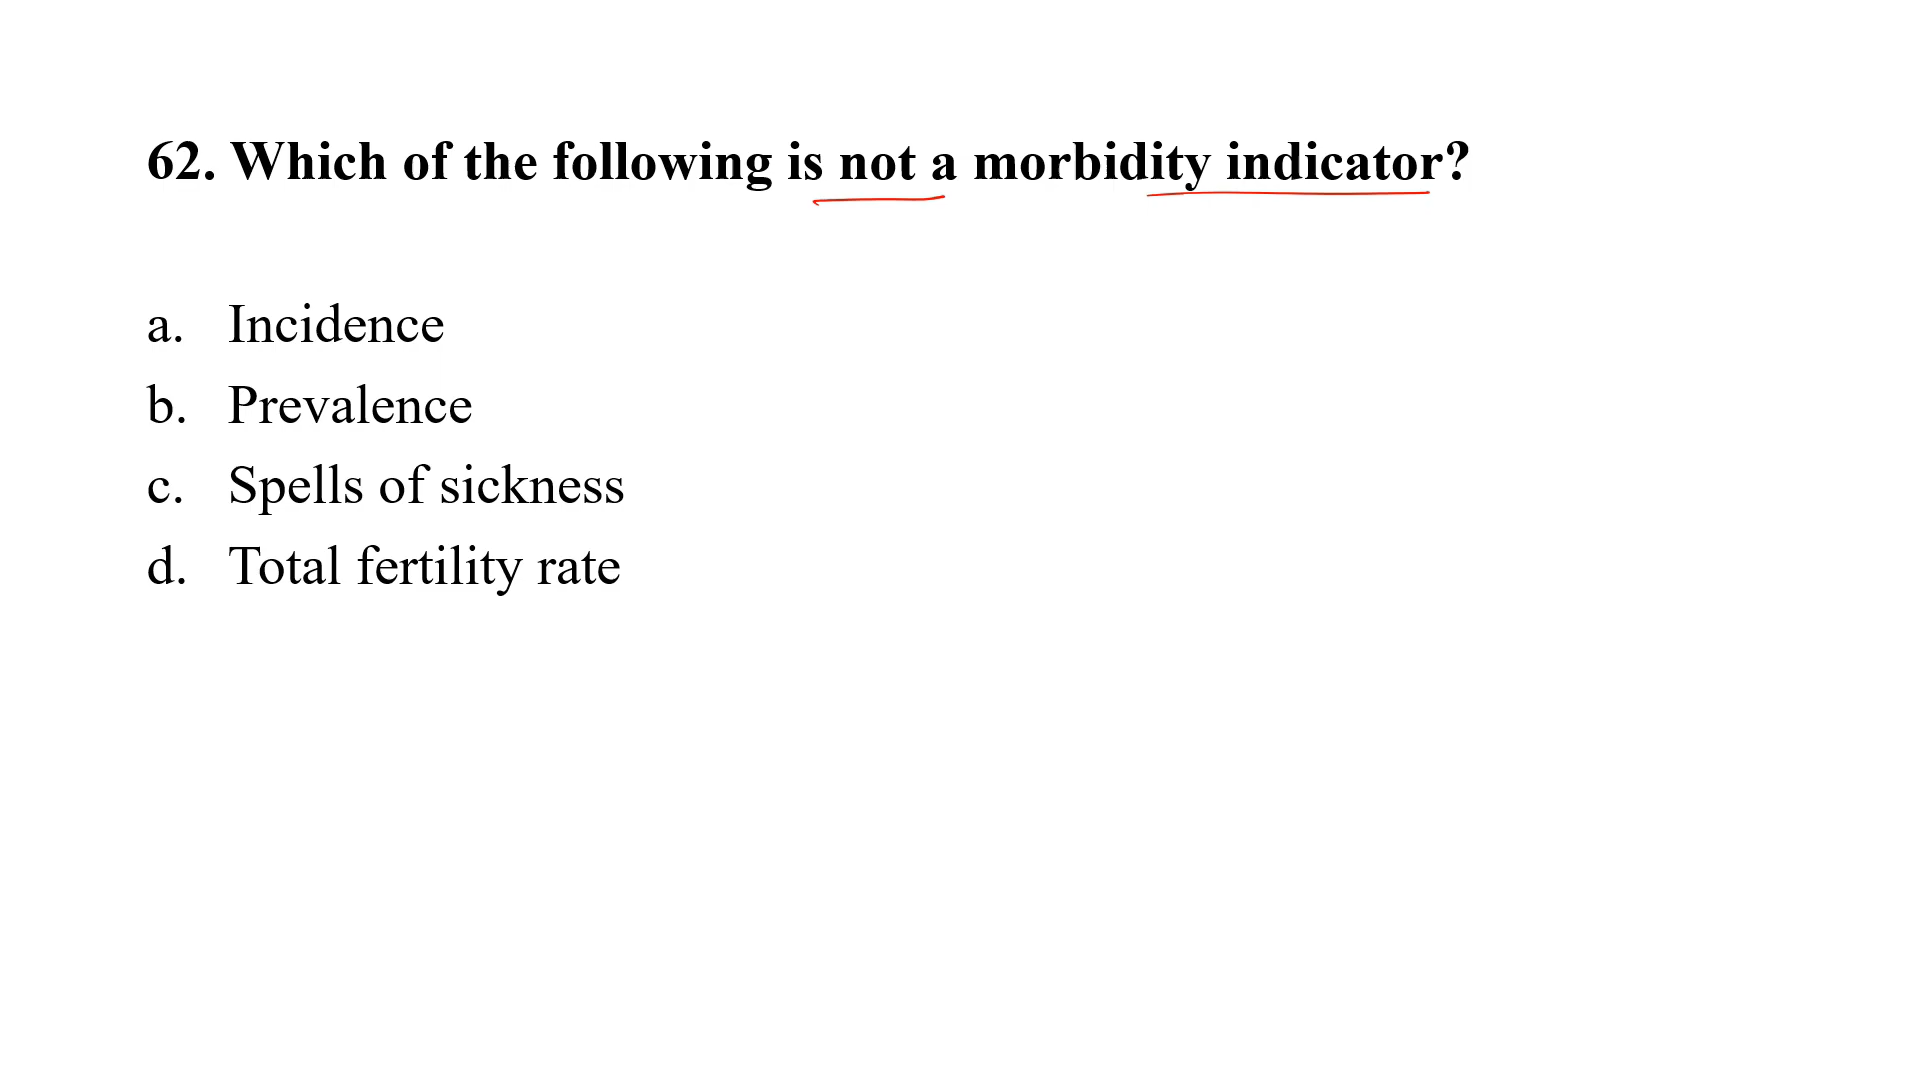 62. Which of the following is not a morbidity indicator?
a. Incidence
b. Prevalence
c. Spells of sickness
d. Total fertility rate